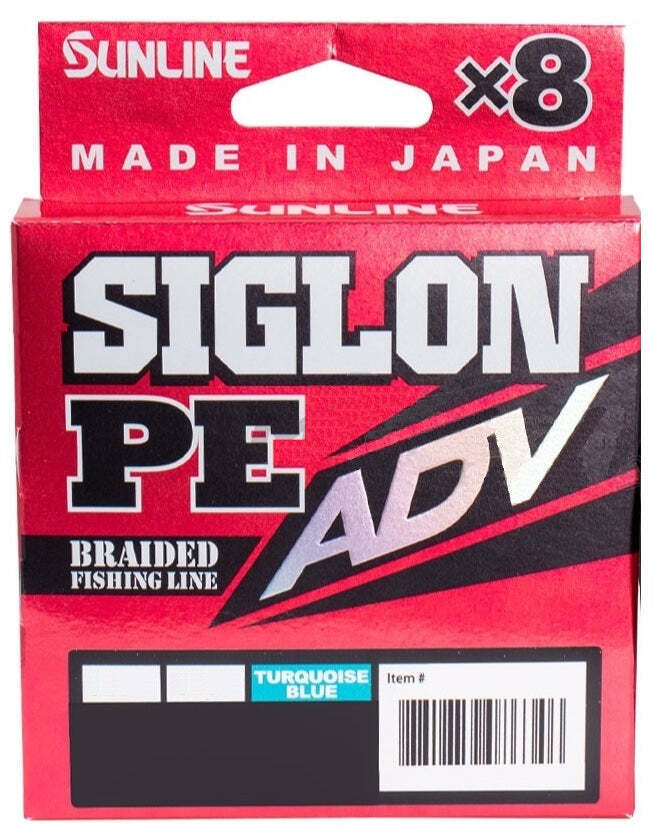 SUNLINE
×8
MADE IN JAPAN
SUNLINE
SIGLON
PE
ADV
BRAIDED
FISHING LINE
TURQUOISE
BLUE
Item #